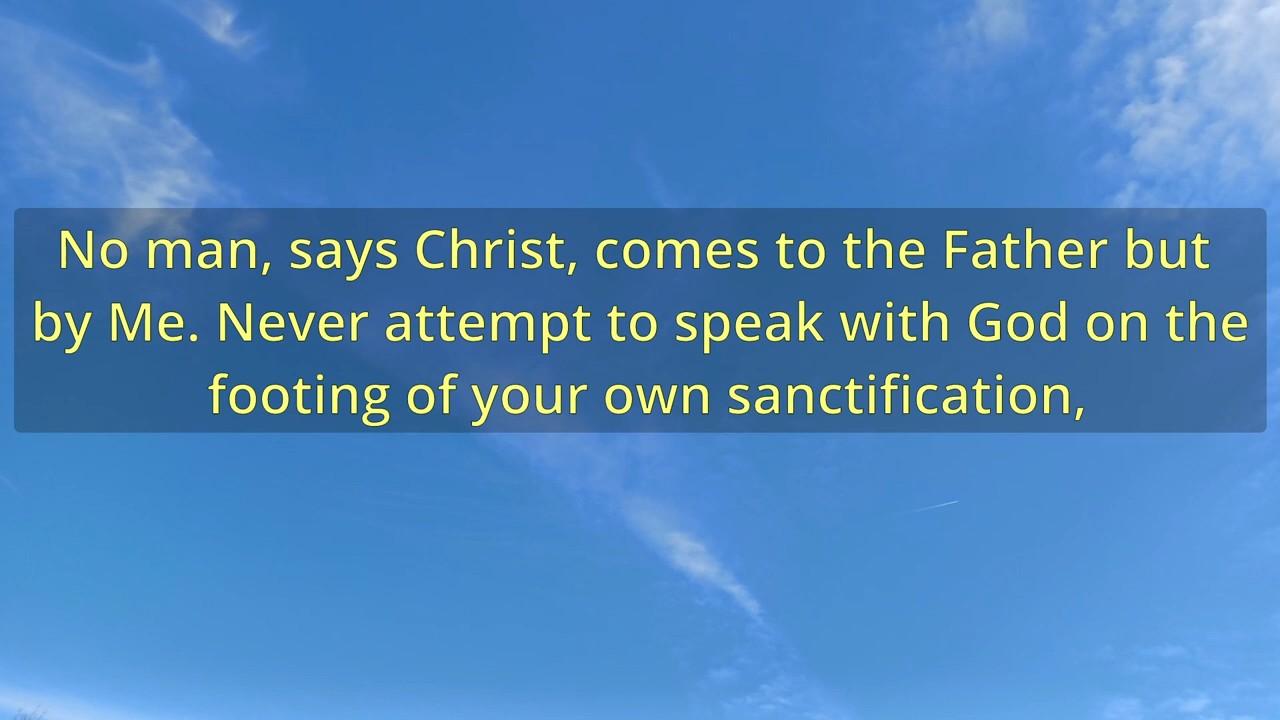 No man, says Christ, comes to the Father but
by Me. Never attempt to speak with God on the
footing of your own sanctification,